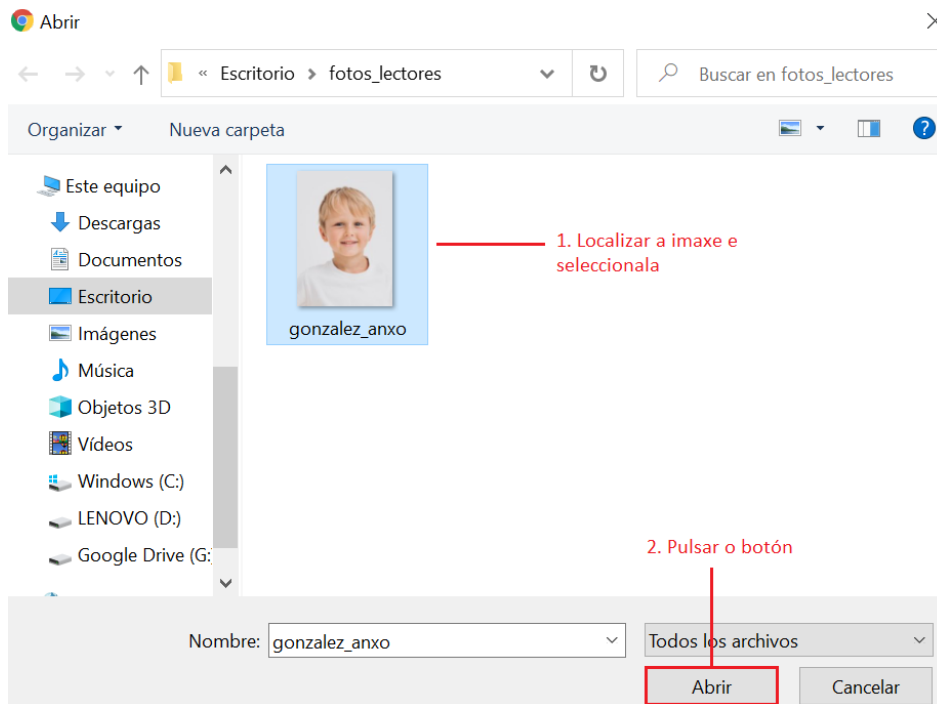 Abrir
« Escritorio › fotos_lectores
Buscar en fotos_lectores
Organizar
Nueva carpeta
Este equipo
Descargas
Documentos
Escritorio
Imágenes
Música
Objetos 3D
Vídeos
Windows (C:)
LENOVO (D:)
Google Drive (G:
gonzalez_anxo
1. Localizar a imaxe e
seleccionala
2. Pulsar o botón
Nombre: gonzalez_anxo
Todos los archivos
Abrir
Cancelar